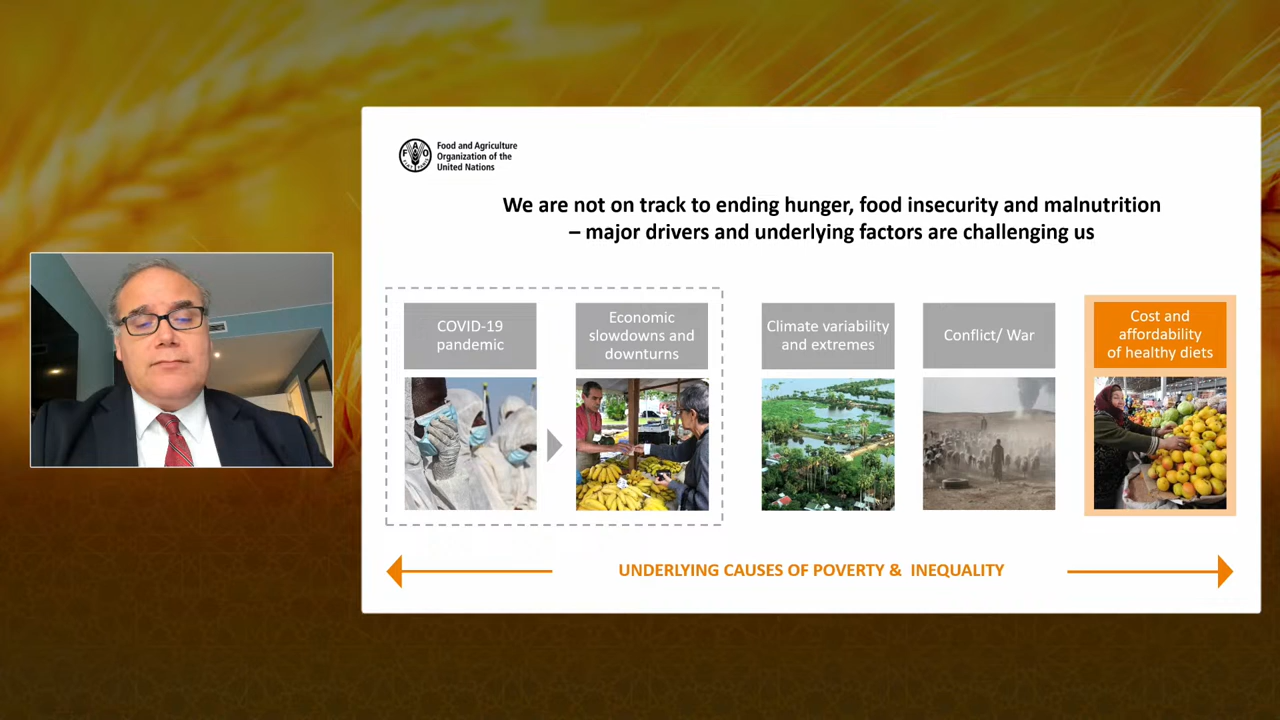 Food and Agriculture
Organization of the
United Nations
We are not on track to ending hunger, food insecurity and malnutrition
– major drivers and underlying factors are challenging us
COVID-19
pandemic
Economic
slowdowns and
downturns
Climate variability
and extremes
Conflict/ War
Cost and
affordability
of healthy diets
UNDERLYING CAUSES OF POVERTY & INEQUALITY